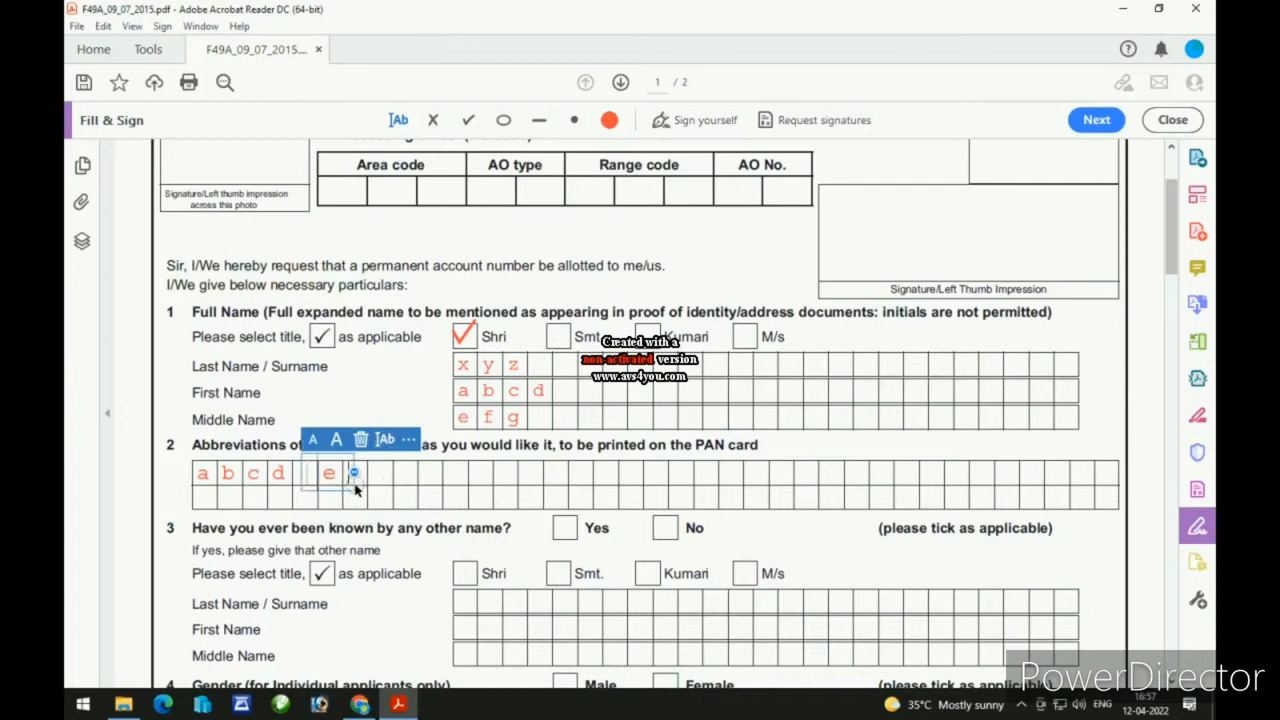 F49A_09_07_2015.pdf - Adobe Acrobat Reader DC (64-bit)
File Edit View Sign Window Help
Home Tools F49A_09_07_2015.... ×
1 / 2
Fill & Sign IAb Sign yourself Request signatures Next Close
Area code AO type Range code AO No.
Signature/Left thumb impression
across this photo
Sir, I/We hereby request that a permanent account number be allotted to me/us.
I/We give below necessary particulars:
Signature/Left Thumb Impression
1 Full Name (Full expanded name to be mentioned as appearing in proof of identity/address documents: initials are not permitted)
Please select title, ✓ as applicable Shri Smt. Kumari M/s
Created with a
non-activated version
www.avs4you.com
Last Name / Surname x y z
First Name a b c d
Middle Name e f g
2 Abbreviations of as you would like it, to be printed on the PAN card
A A IAb ...
a b c d e
3 Have you ever been known by any other name? Yes No (please tick as applicable)
If yes, please give that other name
Please select title, ✓ as applicable Shri Smt. Kumari M/s
Last Name / Surname
First Name
Middle Name
4 Gender (for Individual applicants only) Male Female
PowerDirector
35°C Mostly sunny ENG 16:57
12-04-2022